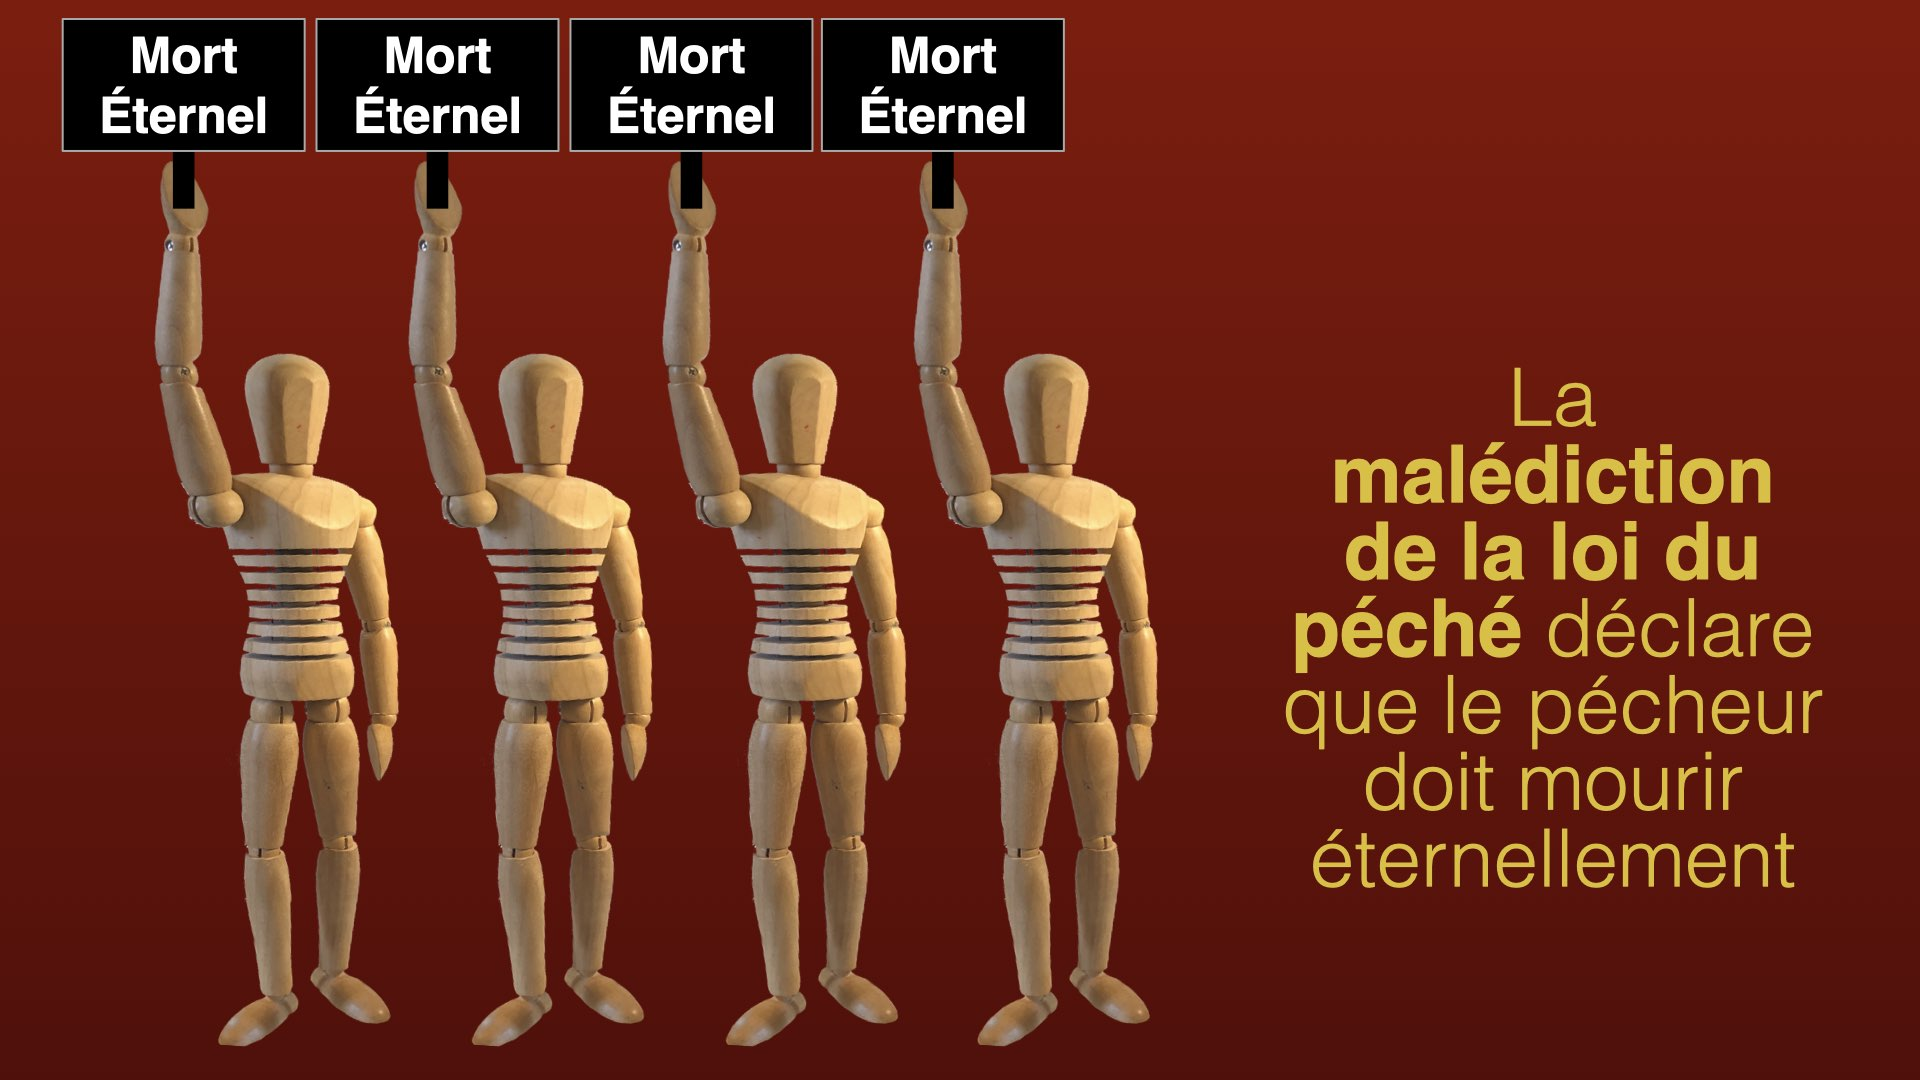 Mort
Éternel
Mort
Éternel
Mort
Éternel
Mort
Éternel
La
malédiction
de la loi du
péché déclare
que le pécheur
doit mourir
éternellement